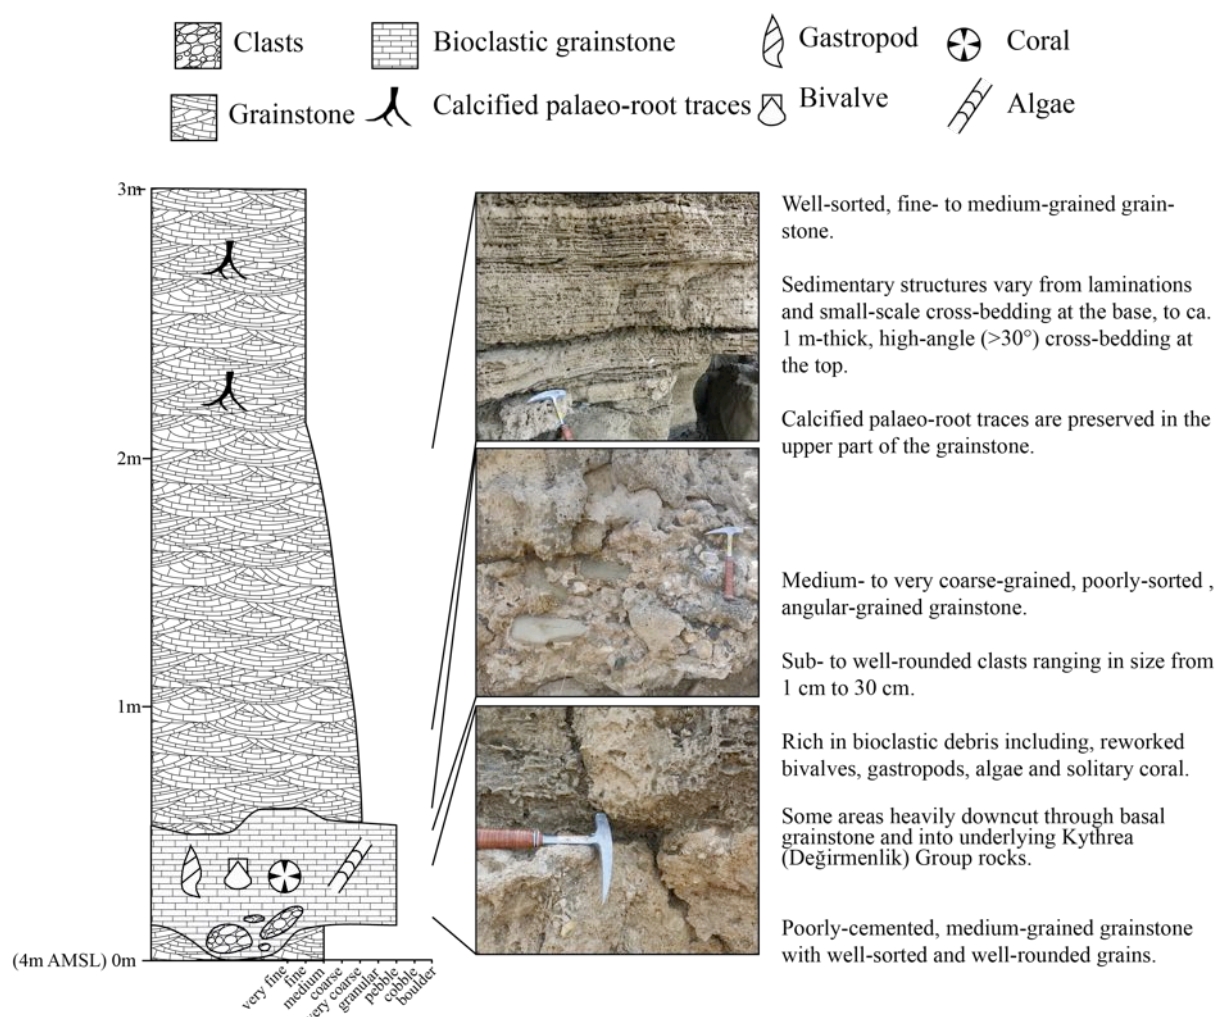 Clasts
Bioclastic grainstone
Gastropod
Coral
Grainstone
Calcified palaeo-root traces
Bivalve
Algae
3m
2m
1m
(4m AMSL) 0m
very fine
fine
medium
coarse
very coarse
granular
pebble
cobble
boulder
Well-sorted, fine- to medium-grained grain-
stone.
Sedimentary structures vary from laminations
and small-scale cross-bedding at the base, to ca.
1 m-thick, high-angle (>30°) cross-bedding at
the top.
Calcified palaeo-root traces are preserved in the
upper part of the grainstone.
Medium- to very coarse-grained, poorly-sorted ,
angular-grained grainstone.
Sub- to well-rounded clasts ranging in size from
1 cm to 30 cm.
Rich in bioclastic debris including, reworked
bivalves, gastropods, algae and solitary coral.
Some areas heavily downcut through basal
grainstone and into underlying Kythrea
(Değirmenlik) Group rocks.
Poorly-cemented, medium-grained grainstone
with well-sorted and well-rounded grains.